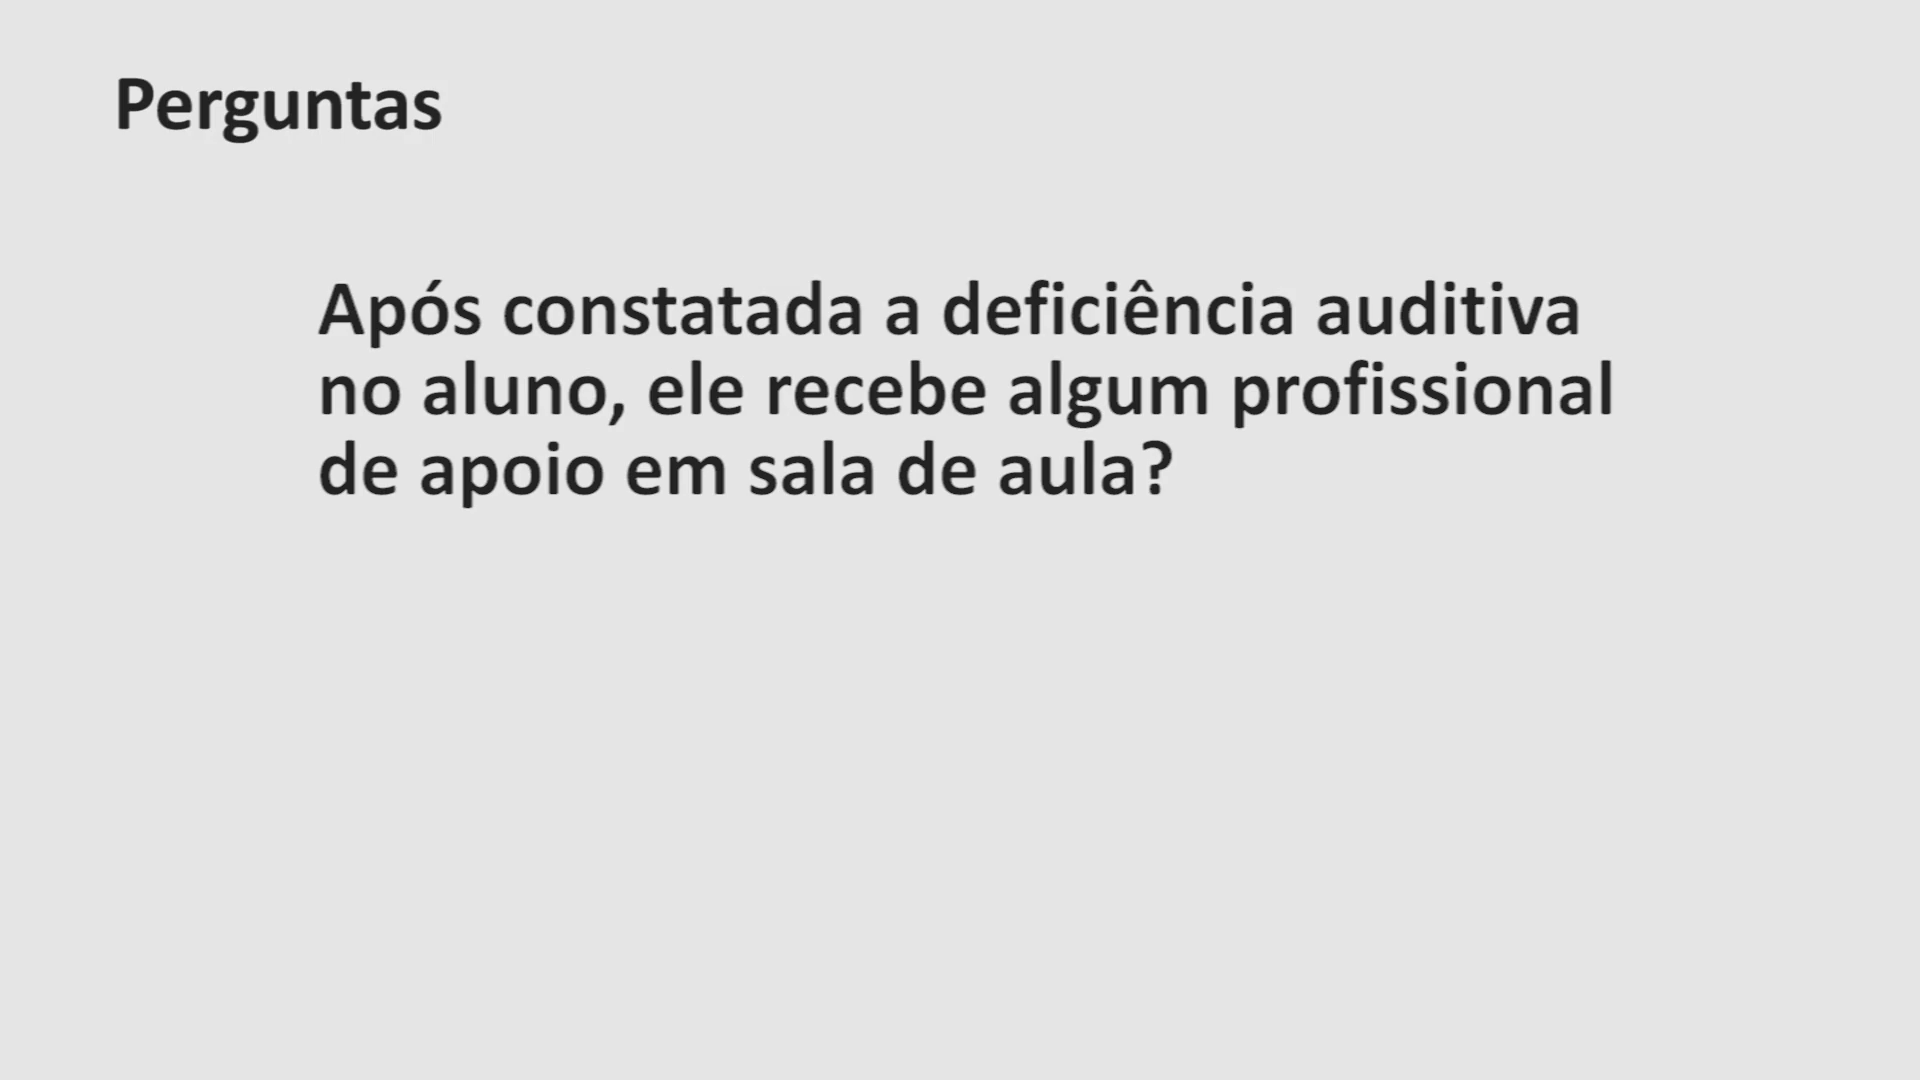 Perguntas
Após constatada a deficiência auditiva
no aluno, ele recebe algum profissional
de apoio em sala de aula?